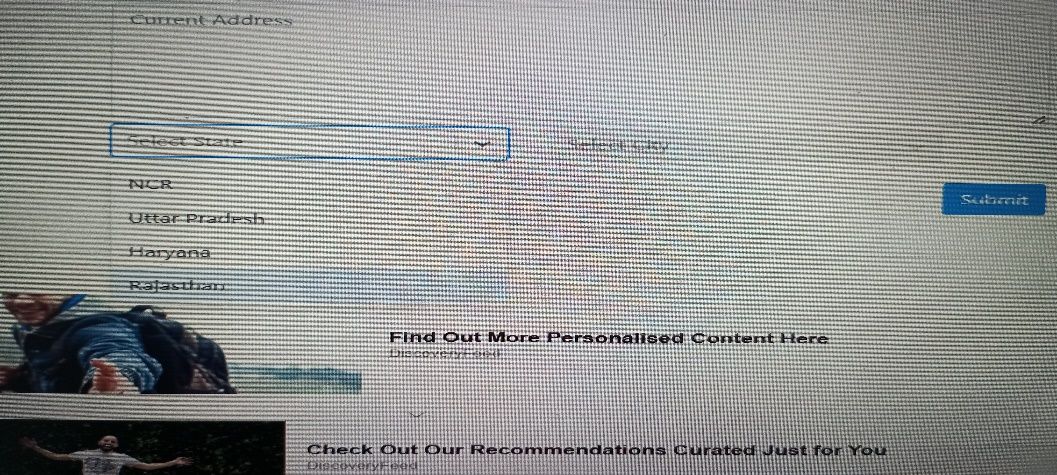 Current Address
Select State
Select City
NCR
Submit
Uttar Pradesh
Haryana
Rajasthan
Find Out More Personalised Content Here
DiscoveryFeed
Check Out Our Recommendations Curated Just for You
DiscoveryFeed